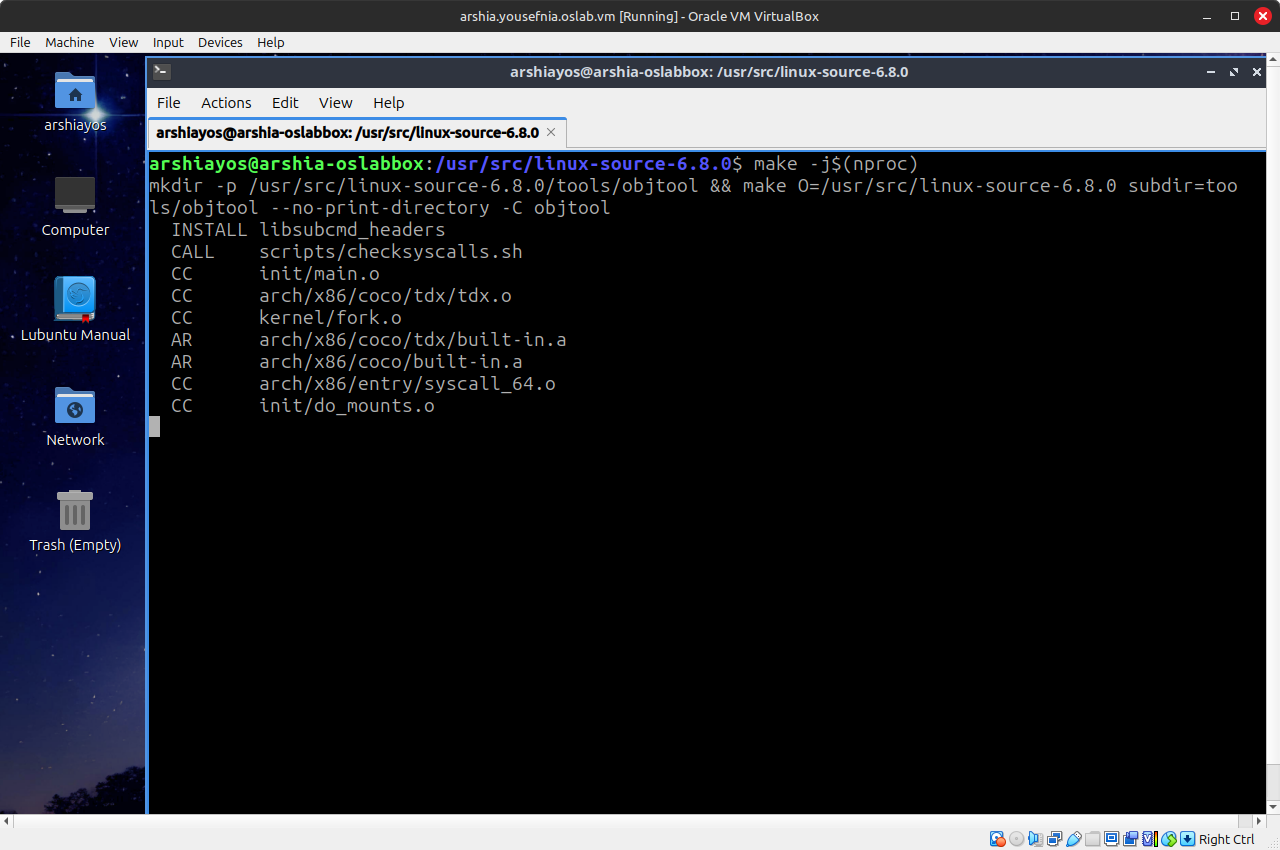 arshia.yousefnia.oslab.vm [Running] - Oracle VM VirtualBox
File Machine View Input Devices Help
arshiayos@arshia-oslabbox: /usr/src/linux-source-6.8.0
File Actions Edit View Help
arshiayos@arshia-oslabbox: /usr/src/linux-source-6.8.0
arshiayos@arshia-oslabbox:/usr/src/linux-source-6.8.0$ make -j$(nproc)
mkdir -p /usr/src/linux-source-6.8.0/tools/objtool && make O=/usr/src/linux-source-6.8.0 subdir=too
ls/objtool --no-print-directory -C objtool
INSTALL libsubcmd_headers
CALL scripts/checksyscalls.sh
CC init/main.o
CC arch/x86/coco/tdx/tdx.o
CC kernel/fork.o
AR arch/x86/coco/tdx/built-in.a
AR arch/x86/coco/built-in.a
CC arch/x86/entry/syscall_64.o
CC init/do_mounts.o
arshiayos
Computer
Lubuntu Manual
Network
Trash (Empty)
Right Ctrl